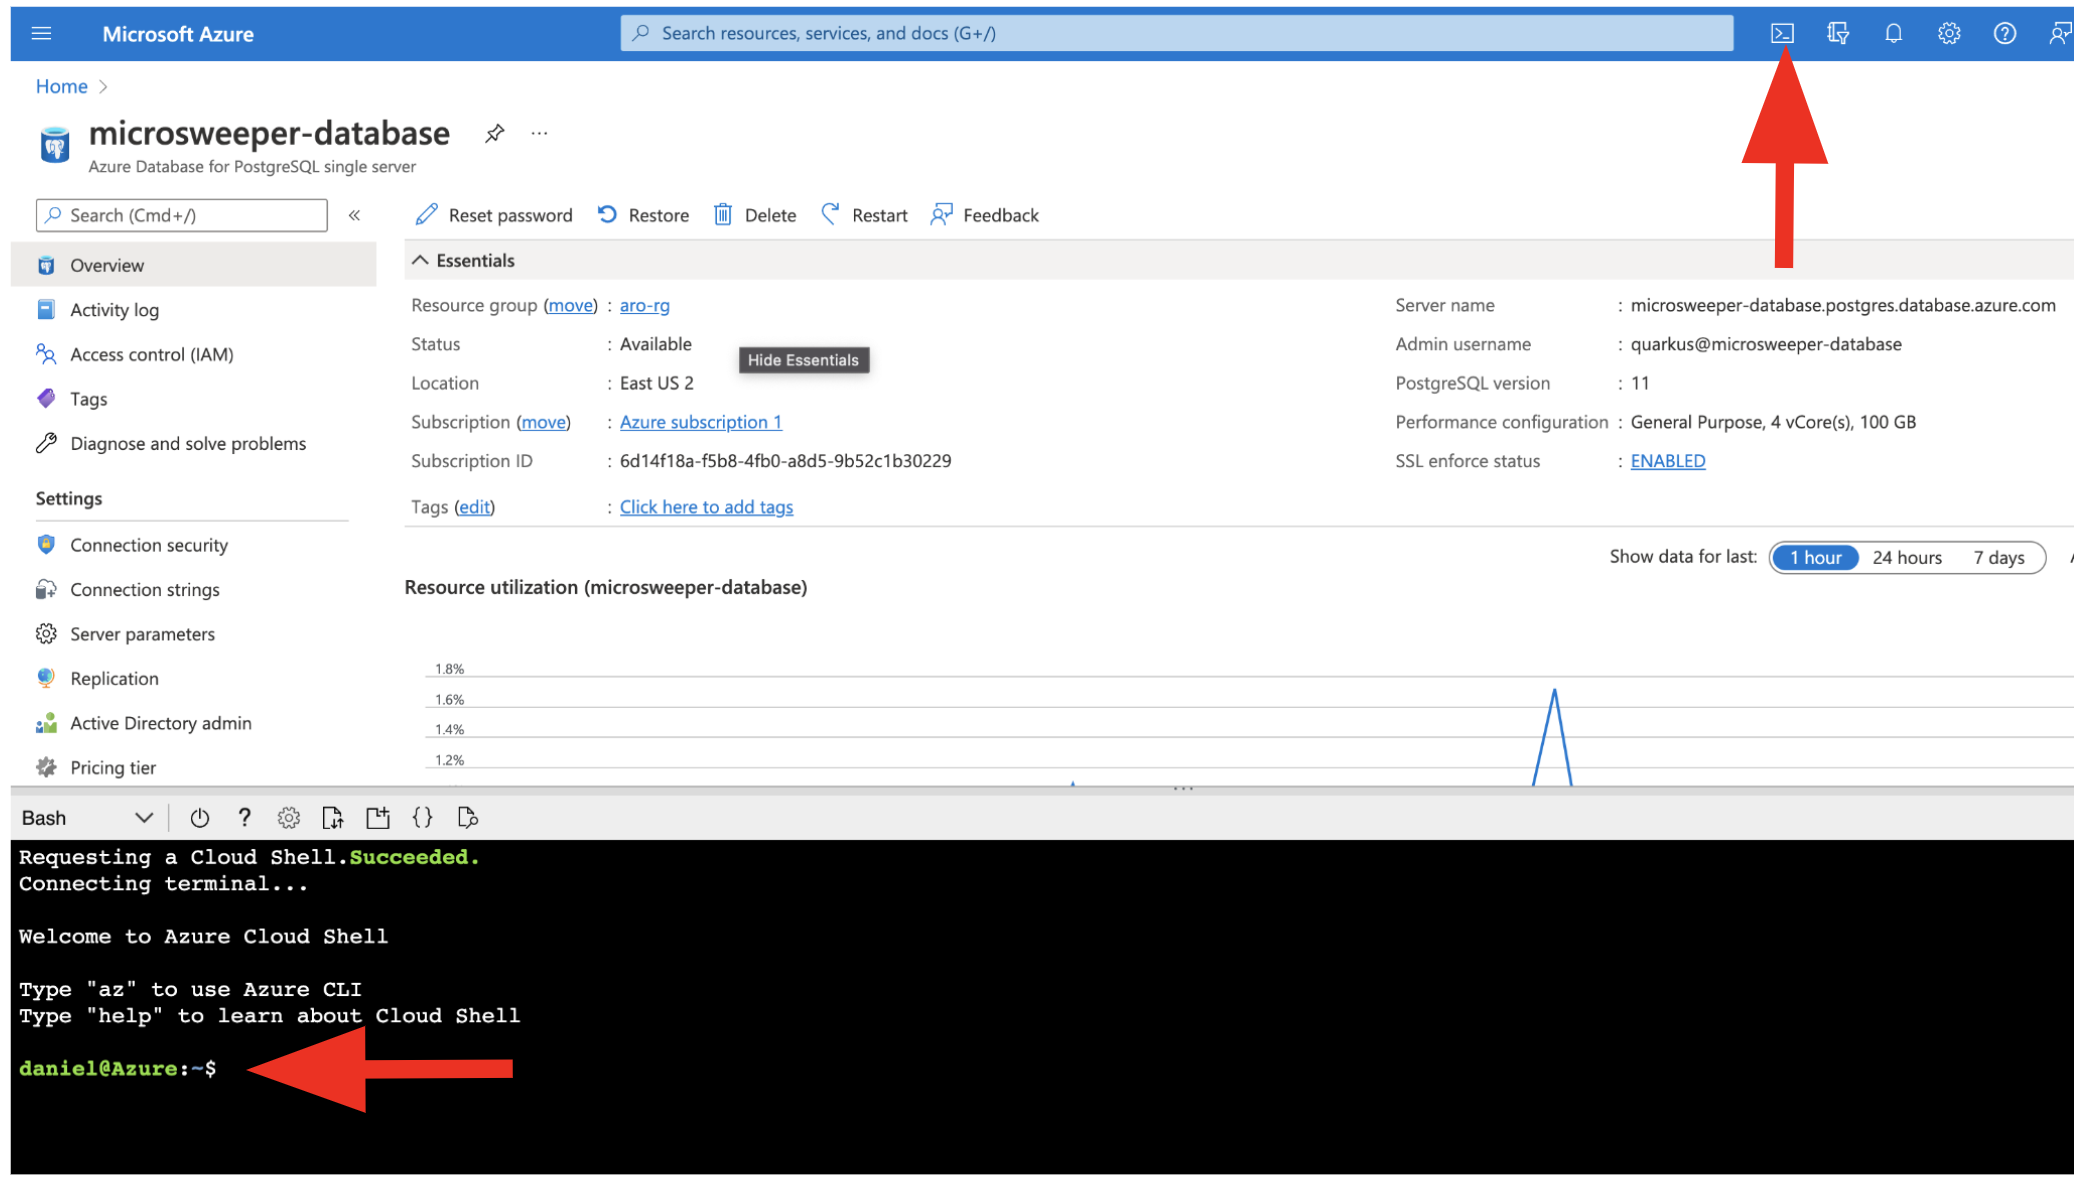 Microsoft Azure
Search resources, services, and docs (G+/)
Home
microsweeper-database
Azure Database for PostgreSQL single server
Search (Cmd+/)
Reset password
Restore
Delete
Restart
Feedback
Overview
Activity log
Access control (IAM)
Tags
Diagnose and solve problems
Settings
Connection security
Connection strings
Server parameters
Replication
Active Directory admin
Pricing tier
Essentials
Resource group (move) : aro-rg
Status : Available
Hide Essentials
Location : East US 2
Subscription (move) : Azure subscription 1
Subscription ID : 6d14f18a-f5b8-4fb0-a8d5-9b52c1b30229
Tags (edit) : Click here to add tags
Server name : microsweeper-database.postgres.database.azure.com
Admin username : quarkus@microsweeper-database
PostgreSQL version : 11
Performance configuration : General Purpose, 4 vCore(s), 100 GB
SSL enforce status : ENABLED
Show data for last: 1 hour 24 hours 7 days
Resource utilization (microsweeper-database)
1.8%
1.6%
1.4%
1.2%
Bash
Requesting a Cloud Shell.Succeeded.
Connecting terminal...
Welcome to Azure Cloud Shell
Type "az" to use Azure CLI
Type "help" to learn about Cloud Shell
daniel@Azure:~$